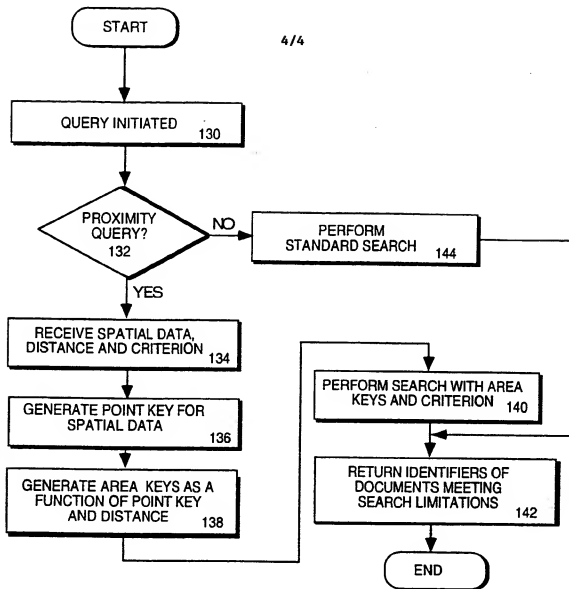 START
4/4
QUERY INITIATED
130
PROXIMITY
QUERY?
132
NO
YES
PERFORM
STANDARD SEARCH
144
RECEIVE SPATIAL DATA,
DISTANCE AND CRITERION
134
GENERATE POINT KEY FOR
SPATIAL DATA
136
GENERATE AREA KEYS AS A
FUNCTION OF POINT KEY
AND DISTANCE
138
PERFORM SEARCH WITH AREA
KEYS AND CRITERION
140
RETURN IDENTIFIERS OF
DOCUMENTS MEETING
SEARCH LIMITATIONS
142
END